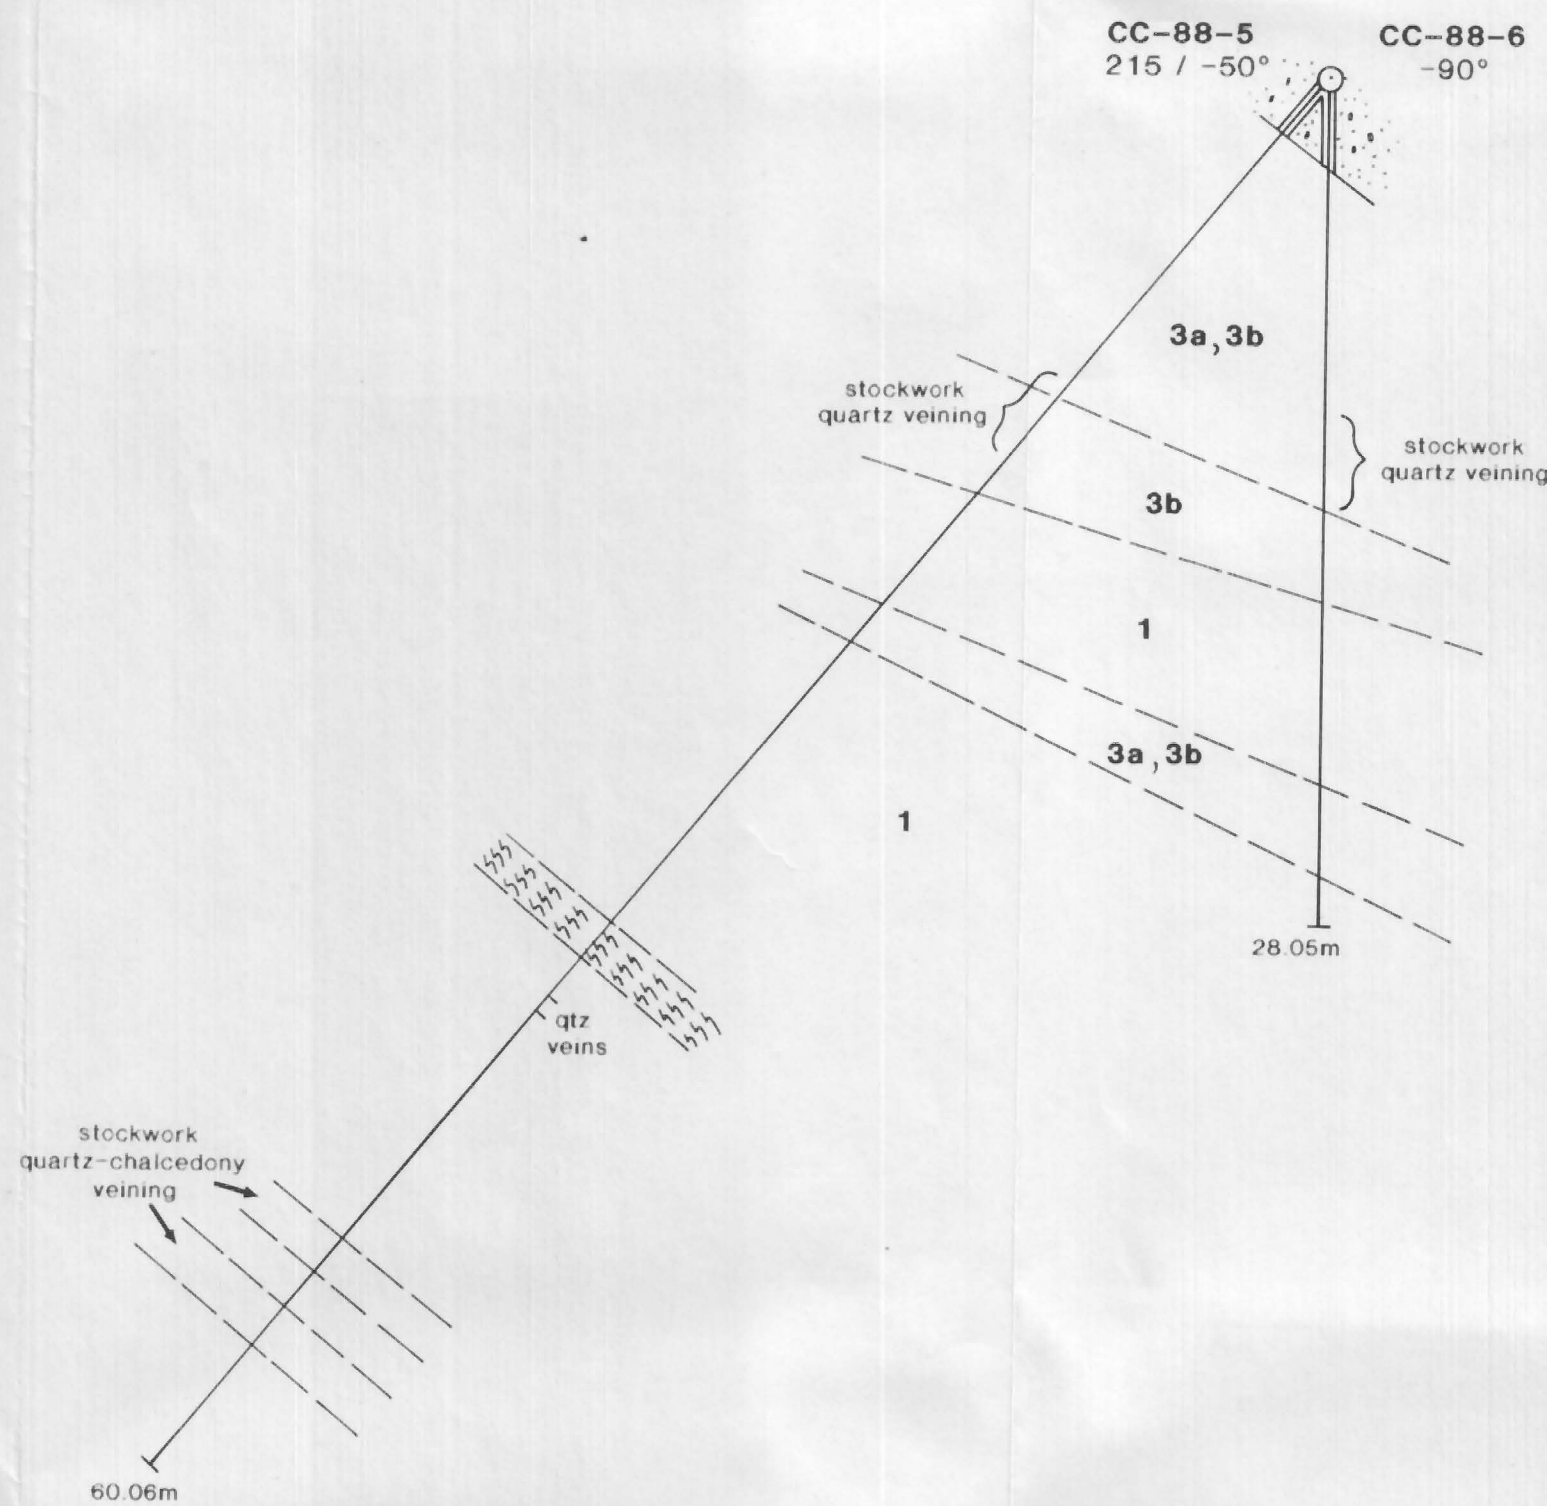 CC-88-5
215 / -50°
CC-88-6
-90°
3a,3b
stockwork
quartz veining
stockwork
quartz veining
3b
1
3a,3b
1
28.05m
qtz
veins
stockwork
quartz-chalcedony
veining
60.06m